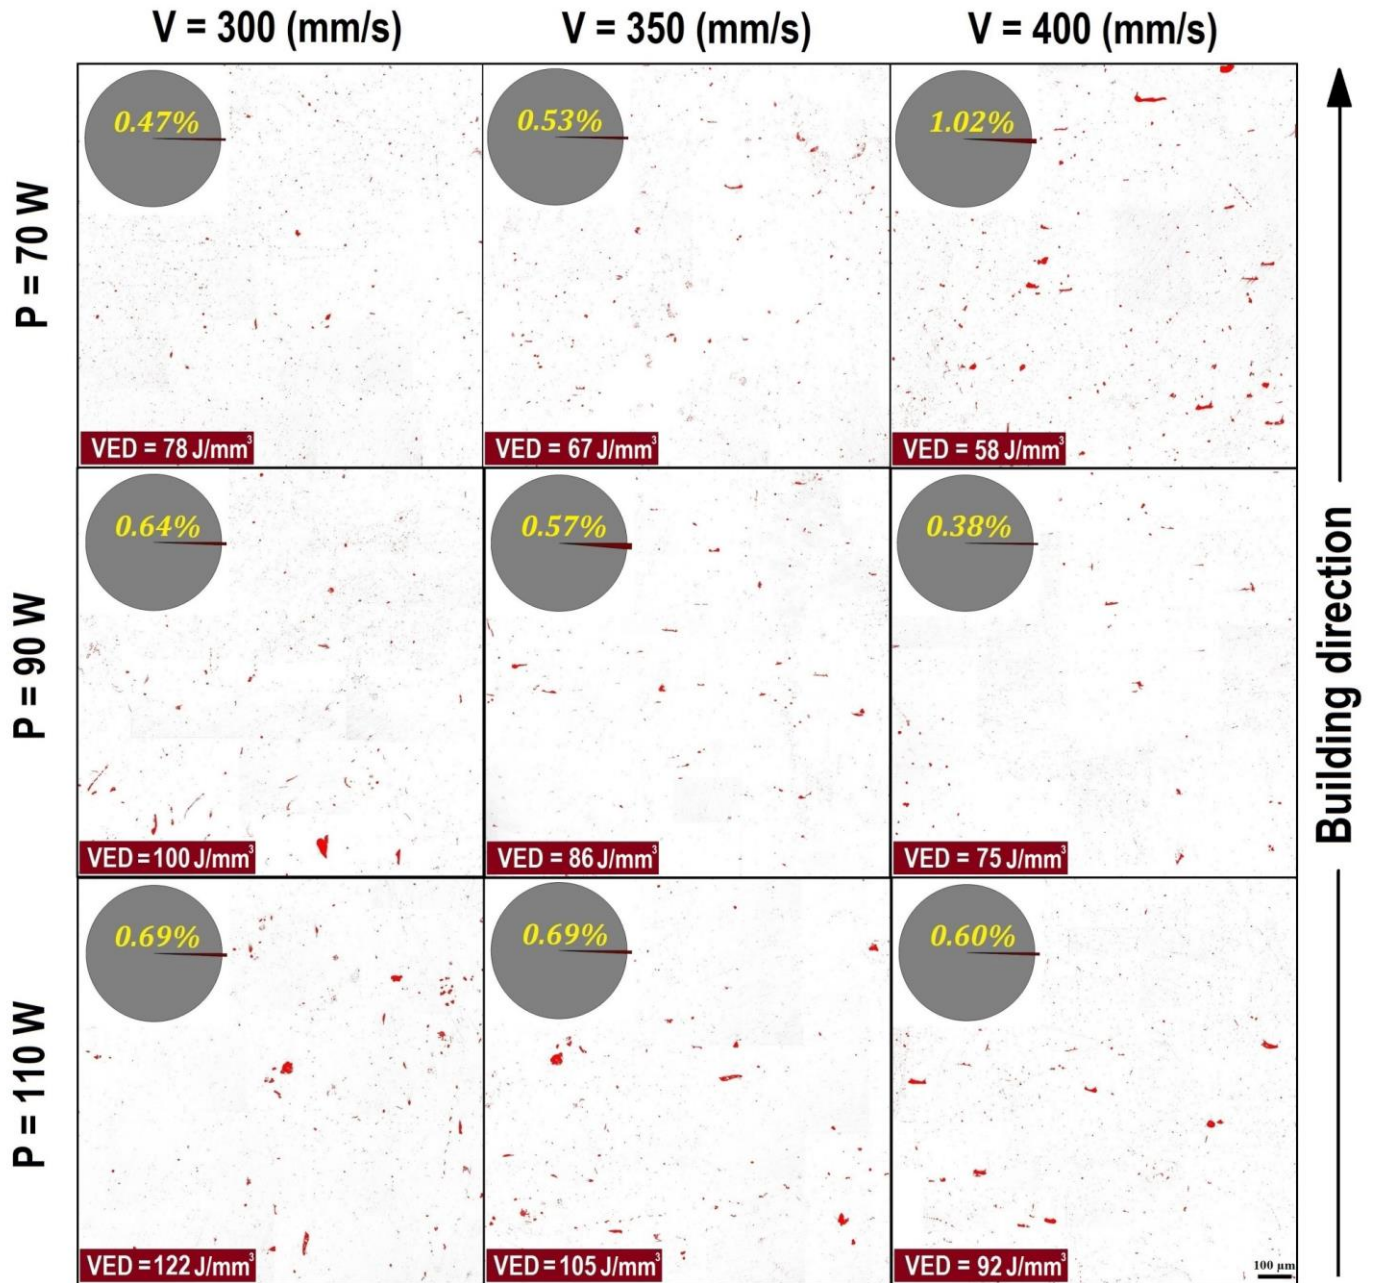 V = 300 (mm/s)
V = 350 (mm/s)
V = 400 (mm/s)
P = 70 W
0.47%
0.53%
1.02%
VED = 78 J/mm³
VED = 67 J/mm³
VED = 58 J/mm³
P = 90 W
0.64%
0.57%
0.38%
VED = 100 J/mm³
VED = 86 J/mm³
VED = 75 J/mm³
P = 110 W
0.69%
0.69%
0.60%
VED = 122 J/mm³
VED = 105 J/mm³
VED = 92 J/mm³
100 µm
Building direction